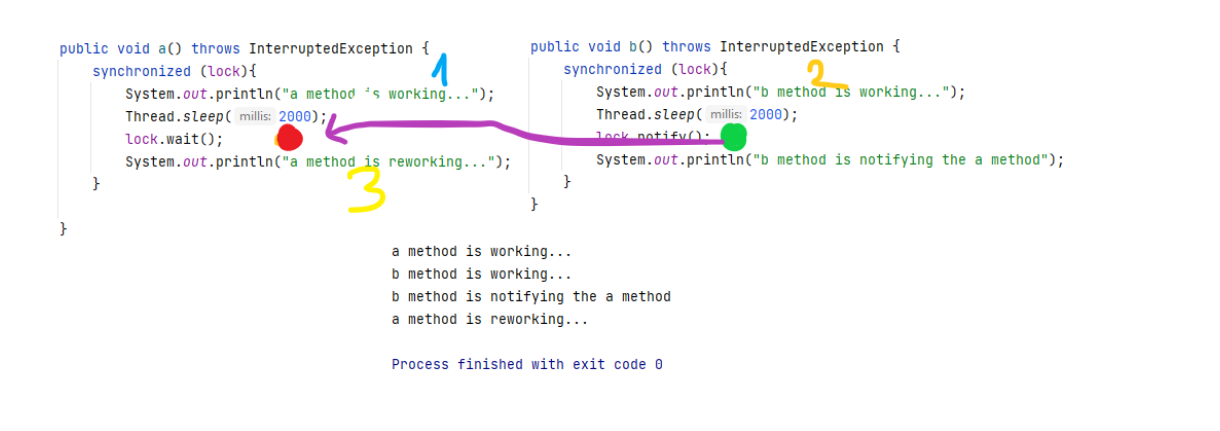 public void a() throws InterruptedException {
synchronized (lock){
1
System.out.println("a method is working...");
Thread.sleep( millis: 2000);
lock.wait();
System.out.println("a method is reworking...");
3
}
}
public void b() throws InterruptedException {
synchronized (lock){
2
System.out.println("b method is working...");
Thread.sleep( millis: 2000);
lock.notify();
System.out.println("b method is notifying the a method");
}
}
a method is working...
b method is working...
b method is notifying the a method
a method is reworking...
Process finished with exit code 0